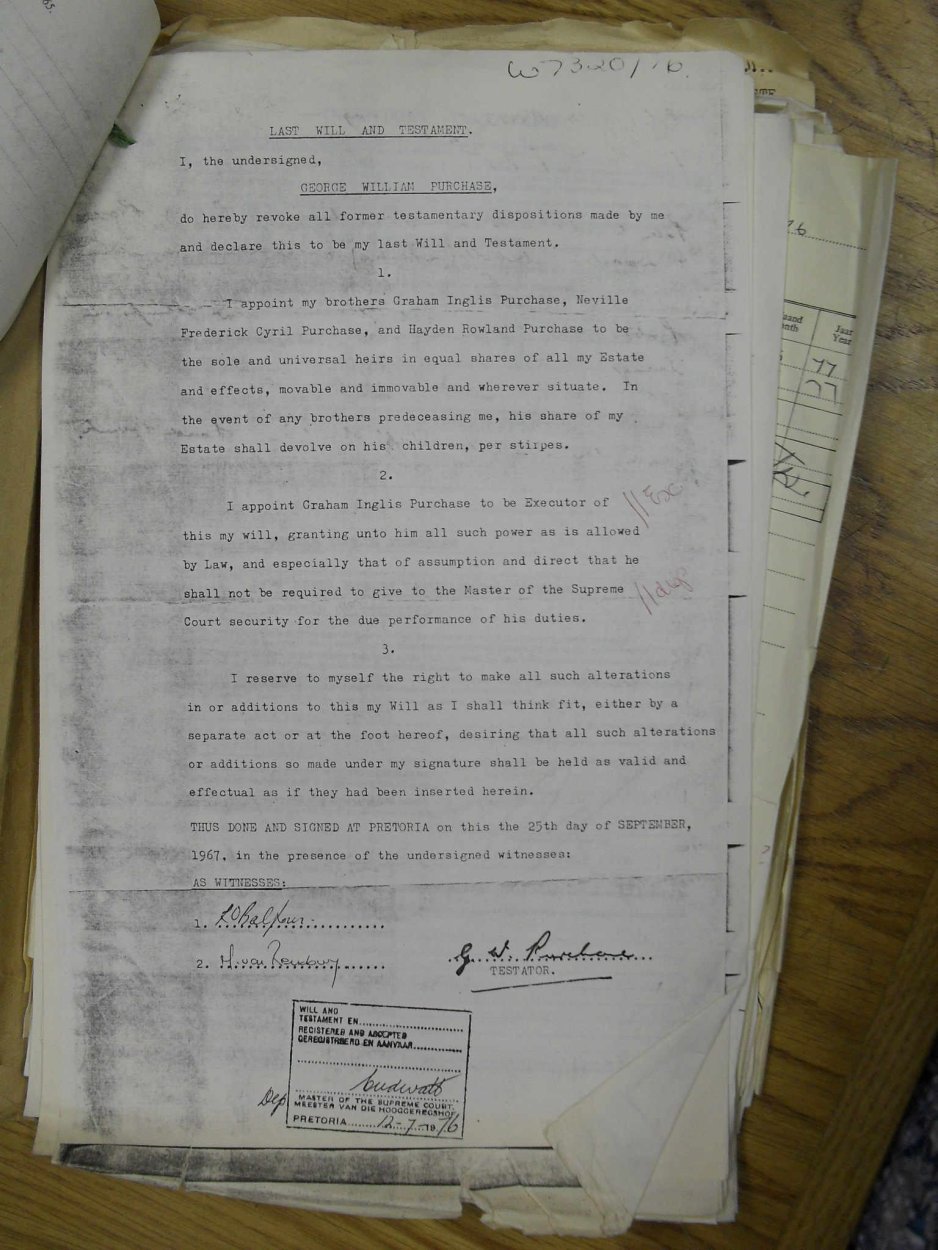 65.
W7320/76.
LAST WILL AND TESTAMENT.
I, the undersigned,
GEORGE WILLIAM PURCHASE,
do hereby revoke all former testamentary dispositions made by me
and declare this to be my last Will and Testament.
1.
I appoint my brothers Graham Inglis Purchase, Neville
Frederick Cyril Purchase, and Hayden Rowland Purchase to be
the sole and universal heirs in equal shares of all my Estate
and effects, movable and immovable and wherever situate. In
the event of any brothers predeceasing me, his share of my
Estate shall devolve on his children, per stirpes.
2.
I appoint Graham Inglis Purchase to be Executor of
//Exc
this my will, granting unto him all such power as is allowed
by Law, and especially that of assumption and direct that he
shall not be required to give to the Master of the Supreme
Court security for the due performance of his duties.
3.
I reserve to myself the right to make all such alterations
in or additions to this my Will as I shall think fit, either by a
separate act or at the foot hereof, desiring that all such alterations
or additions so made under my signature shall be held as valid and
effectual as if they had been inserted herein.
THUS DONE AND SIGNED AT PRETORIA on this the 25th day of SEPTEMBER,
1967, in the presence of the undersigned witnesses:
AS WITNESSES:
1.
2.
G. W. Purchase
TESTATOR.
WILL AND
TESTAMENT EN
REGISTERED AND ACCEPTED
GEREGISTREERD EN AANVAAR
Dep
MASTER OF THE SUPREME COURT.
MEESTER VAN DIE HOOGGEREGSHOF
PRETORIA 12-7-1976
26
Jaar
Year
77
77